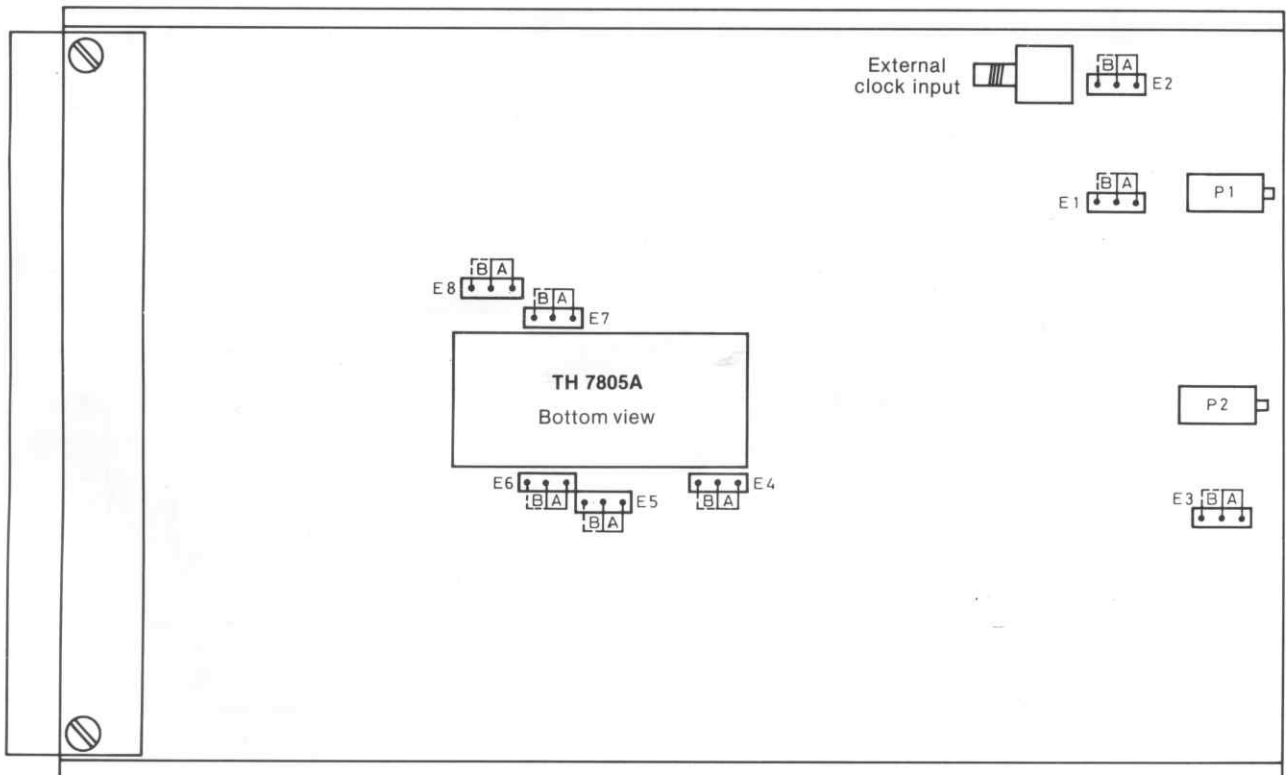 External
clock input
B A
E2
B A
E1
P1
B A
E8
B A
E7
TH 7805A
Bottom view
P2
E6
B A
E5
B A
E4
B A
E3
B A